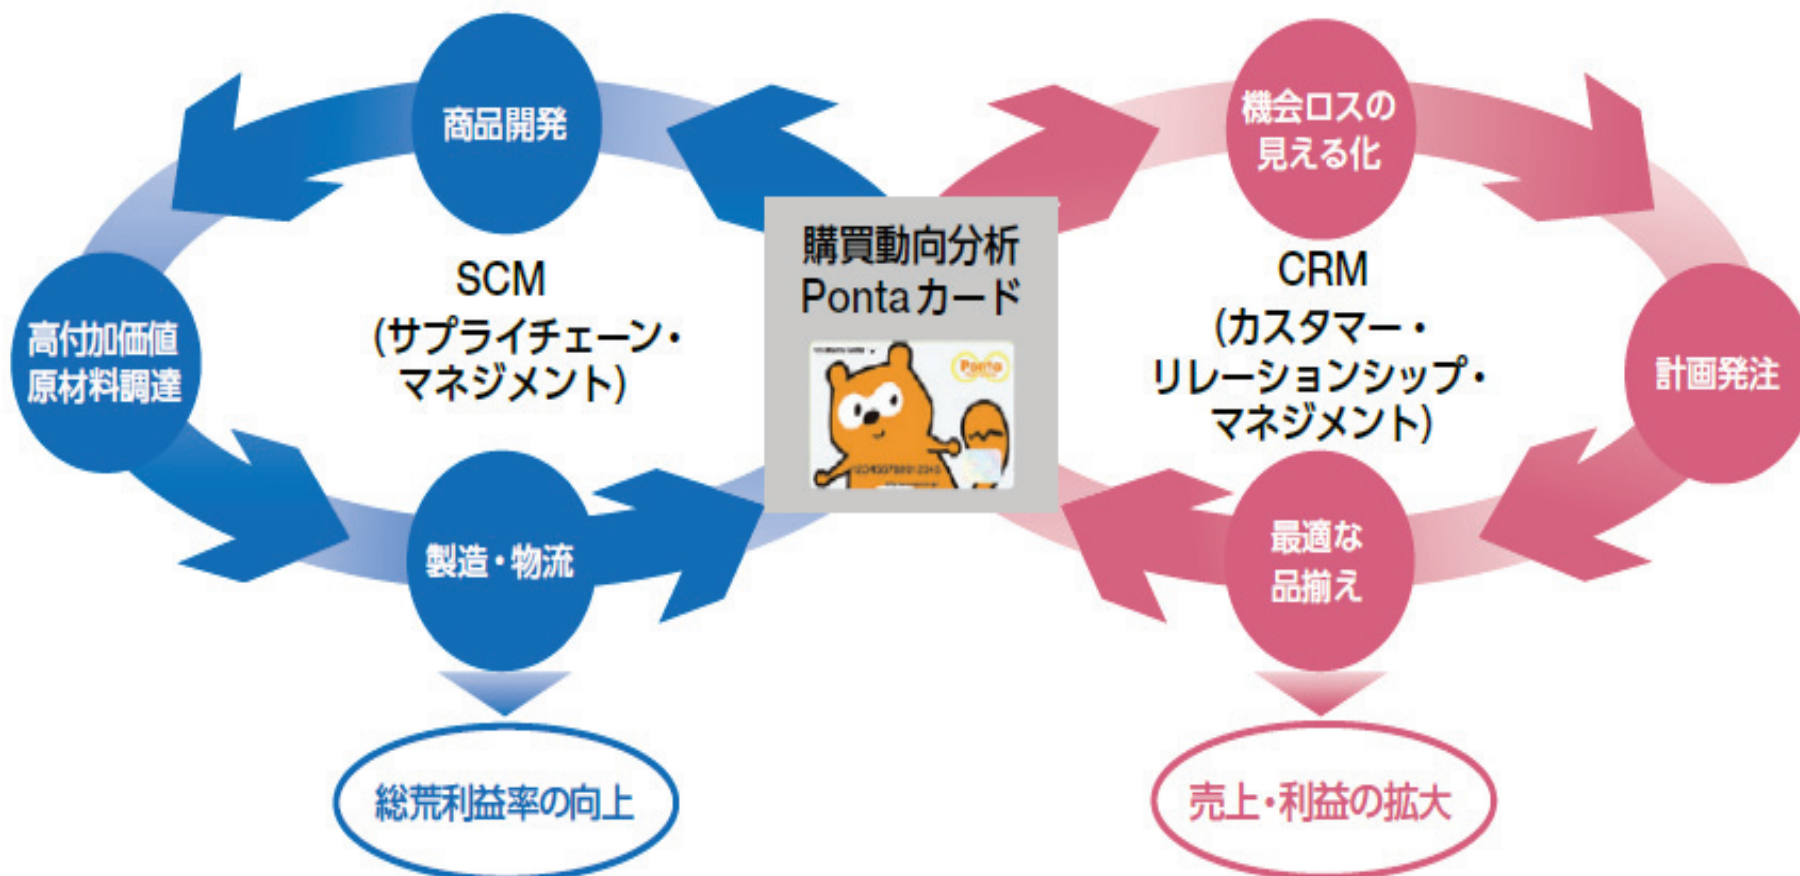 商品開発
高付加価値
原材料調達
SCM
(サプライチェーン・
マネジメント)
製造・物流
総荒利益率の向上
購買動向分析
Pontaカード
Ponta
機会ロスの
見える化
CRM
(カスタマー・
リレーションシップ・
マネジメント)
計画発注
最適な
品揃え
売上・利益の拡大